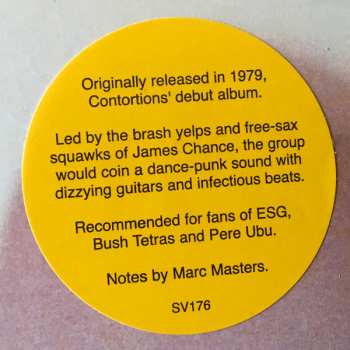 Originally released in 1979,
Contortions' debut album.
Led by the brash yelps and free-sax
squawks of James Chance, the group
would coin a dance-punk sound with
dizzying guitars and infectious beats.
Recommended for fans of ESG,
Bush Tetras and Pere Ubu.
Notes by Marc Masters.
SV176